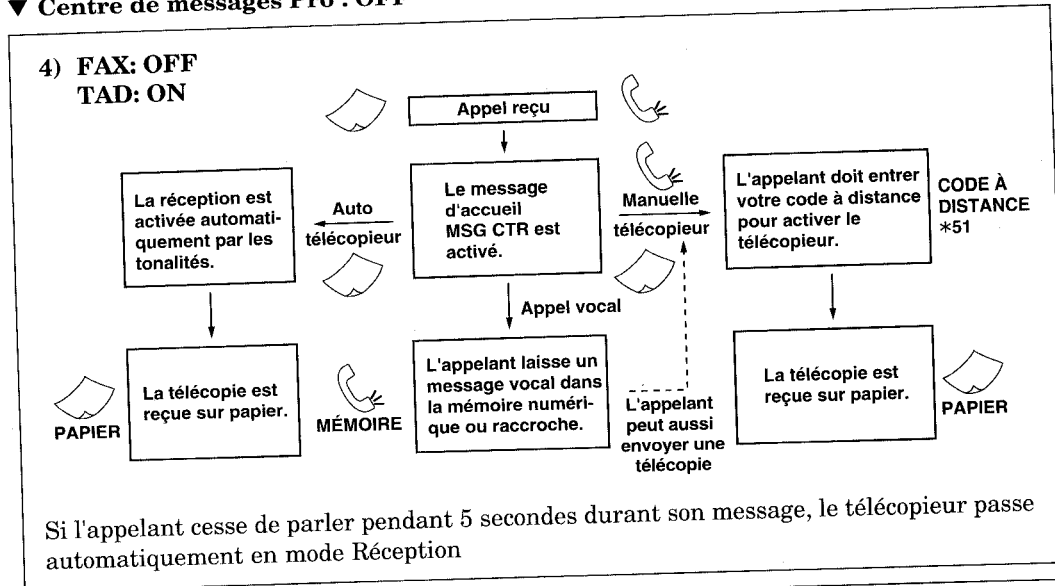 ▼ Centre de messages Pro : OFF
4) FAX: OFF
TAD: ON
Appel reçu
La réception est
activée automati-
quement par les
tonalités.
Auto
télécopieur
Le message
d'accueil
MSG CTR est
activé.
Manuelle
télécopieur
L'appelant doit entrer
votre code à distance
pour activer le
télécopieur.
CODE À
DISTANCE
∗51
Appel vocal
PAPIER
La télécopie est
reçue sur papier.
MÉMOIRE
L'appelant laisse un
message vocal dans
la mémoire numéri-
que ou raccroche.
L'appelant
peut aussi
envoyer une
télécopie
La télécopie est
reçue sur papier.
PAPIER
Si l'appelant cesse de parler pendant 5 secondes durant son message, le télécopieur passe
automatiquement en mode Réception